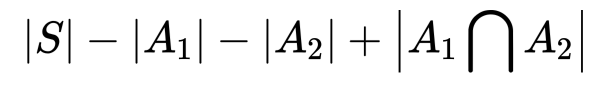 |S| − |A₁| − |A₂| + |A₁ ⋂ A₂|